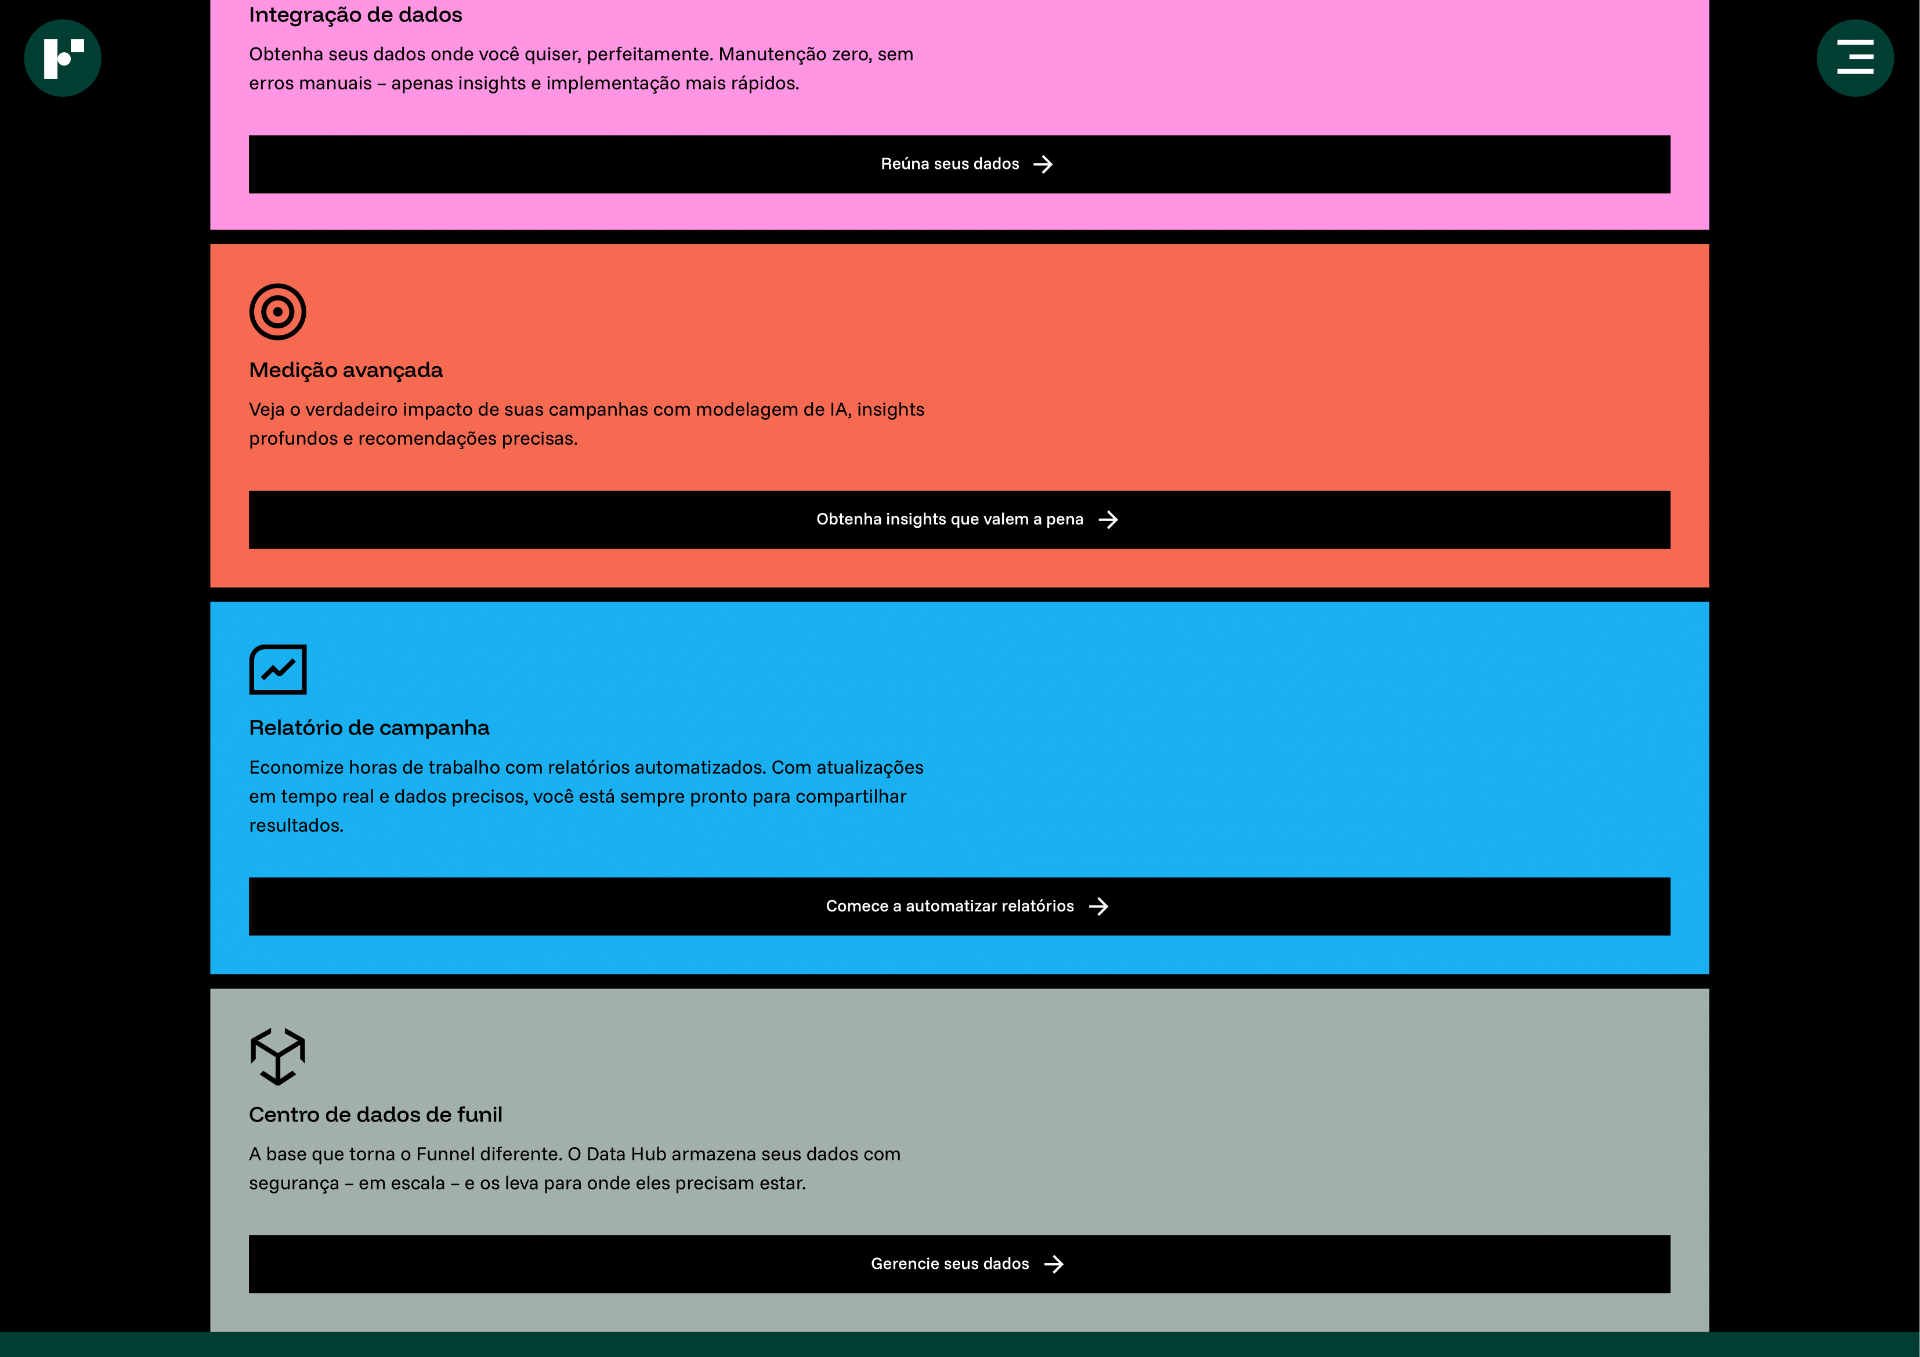 Integração de dados
Obtenha seus dados onde você quiser, perfeitamente. Manutenção zero, sem
erros manuais – apenas insights e implementação mais rápidos.
Reúna seus dados
Medição avançada
Veja o verdadeiro impacto de suas campanhas com modelagem de IA, insights
profundos e recomendações precisas.
Obtenha insights que valem a pena
Relatório de campanha
Economize horas de trabalho com relatórios automatizados. Com atualizações
em tempo real e dados precisos, você está sempre pronto para compartilhar
resultados.
Comece a automatizar relatórios
Centro de dados de funil
A base que torna o Funnel diferente. O Data Hub armazena seus dados com
segurança – em escala – e os leva para onde eles precisam estar.
Gerencie seus dados